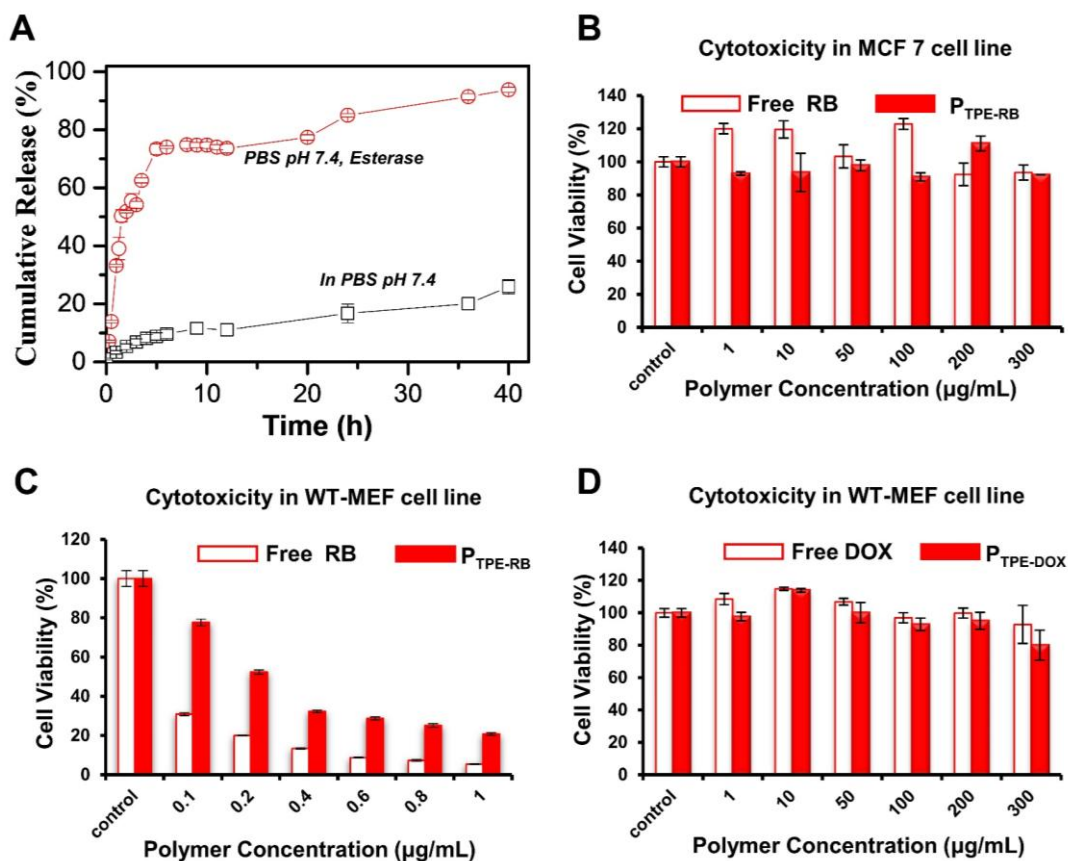 A
Cumulative Release (%)
100
80
60
40
20
0
PBS pH 7.4, Esterase
In PBS pH 7.4
0 10 20 30 40
Time (h)
B
Cytotoxicity in MCF 7 cell line
Free RB PTPE-RB
Cell Viability (%)
140
120
100
80
60
40
20
0
control 1 10 50 100 200 300
Polymer Concentration (µg/mL)
C
Cytotoxicity in WT-MEF cell line
Free RB PTPE-RB
Cell Viability (%)
120
100
80
60
40
20
0
control 0.1 0.2 0.4 0.6 0.8 1
Polymer Concentration (µg/mL)
D
Cytotoxicity in WT-MEF cell line
Free DOX PTPE-DOX
Cell Viability (%)
140
120
100
80
60
40
20
0
control 1 10 50 100 200 300
Polymer Concentration (µg/mL)